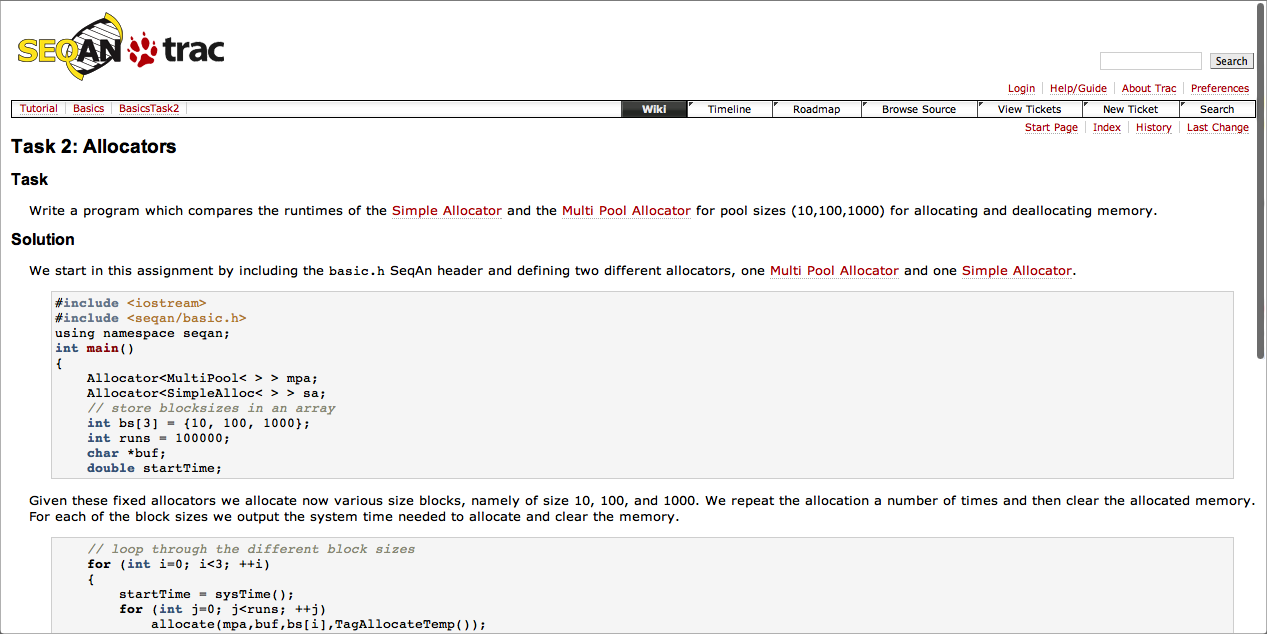 SEQAN trac
Search
Login Help/Guide About Trac Preferences
Tutorial Basics BasicsTask2 Wiki Timeline Roadmap Browse Source View Tickets New Ticket Search
Start Page Index History Last Change
Task 2: Allocators
Task
Write a program which compares the runtimes of the Simple Allocator and the Multi Pool Allocator for pool sizes (10,100,1000) for allocating and deallocating memory.
Solution
We start in this assignment by including the basic.h SeqAn header and defining two different allocators, one Multi Pool Allocator and one Simple Allocator.
#include <iostream>
#include <seqan/basic.h>
using namespace seqan;
int main()
{
    Allocator<MultiPool< > > mpa;
    Allocator<SimpleAlloc< > > sa;
    // store blocksizes in an array
    int bs[3] = {10, 100, 1000};
    int runs = 100000;
    char *buf;
    double startTime;
Given these fixed allocators we allocate now various size blocks, namely of size 10, 100, and 1000. We repeat the allocation a number of times and then clear the allocated memory.
For each of the block sizes we output the system time needed to allocate and clear the memory.
    // loop through the different block sizes
    for (int i=0; i<3; ++i)
    {
        startTime = sysTime();
        for (int j=0; j<runs; ++j)
            allocate(mpa,buf,bs[i],TagAllocateTemp());